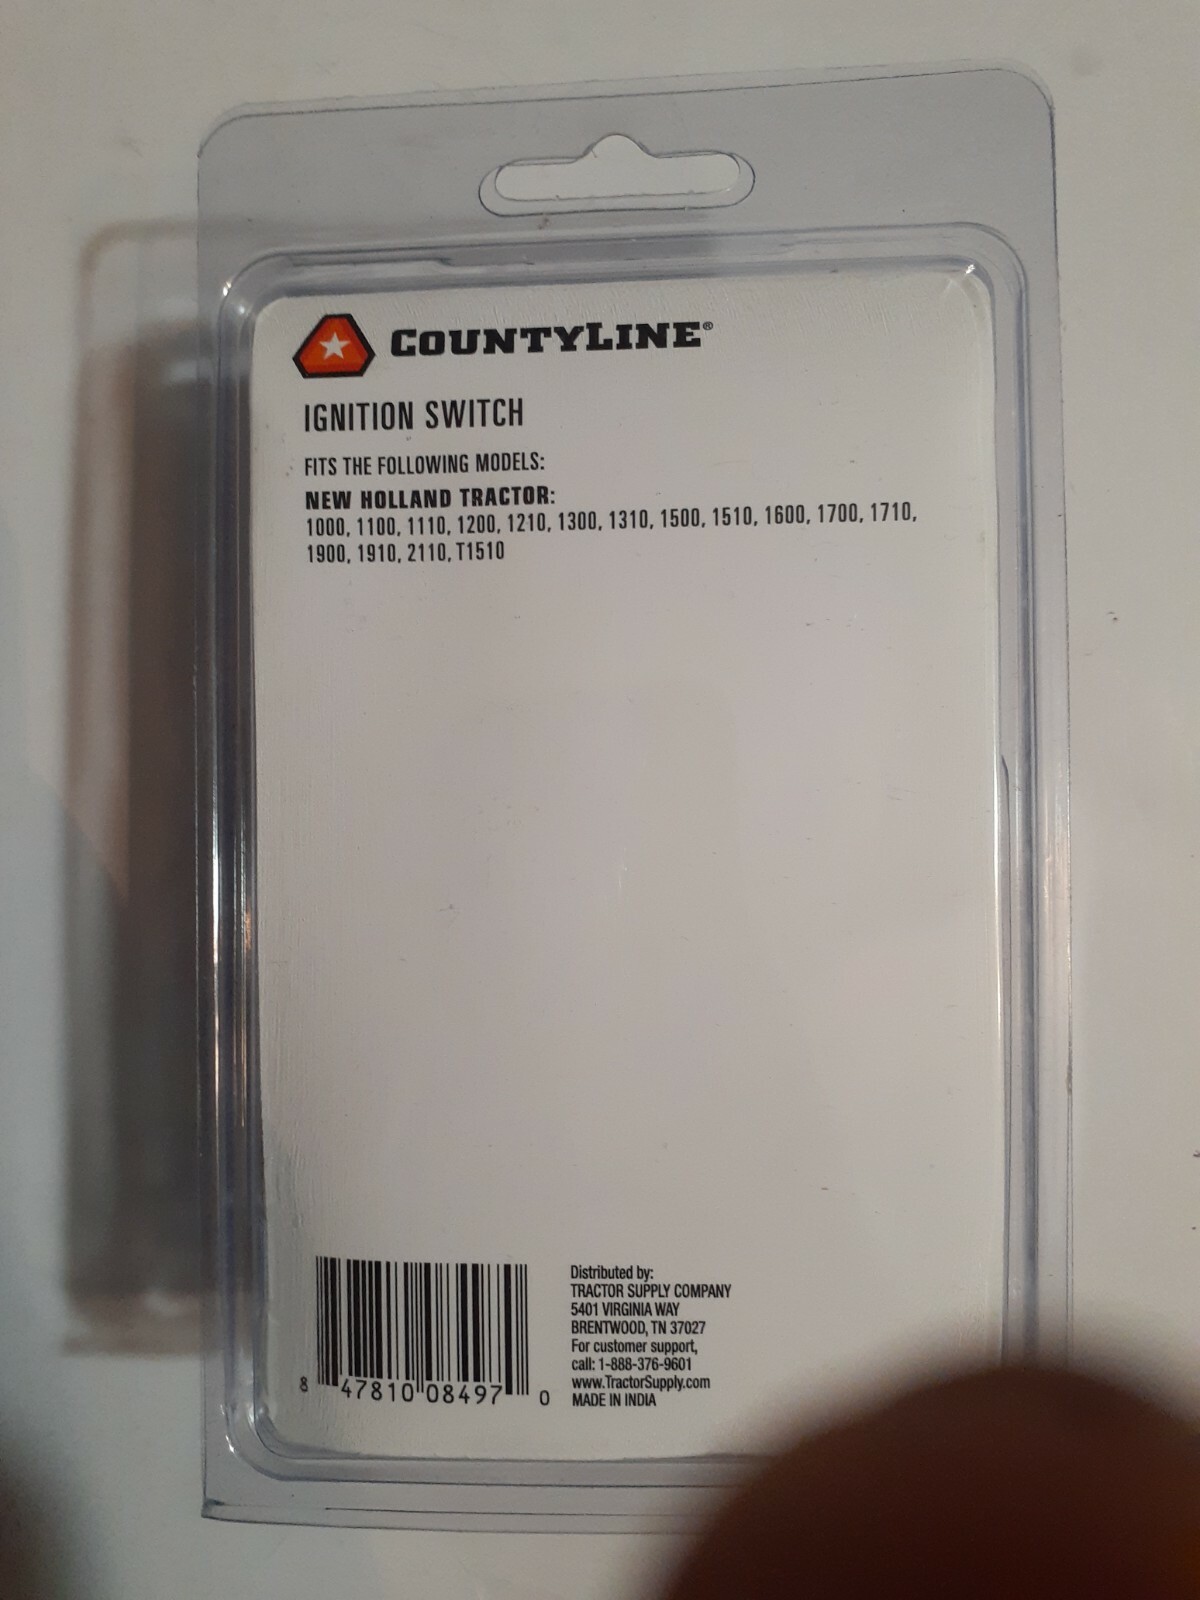 COUNTYLINE®
IGNITION SWITCH
FITS THE FOLLOWING MODELS:
NEW HOLLAND TRACTOR:
1000, 1100, 1110, 1200, 1210, 1300, 1310, 1500, 1510, 1600, 1700, 1710,
1900, 1910, 2110, T1510
8 47810 08497 0
Distributed by:
TRACTOR SUPPLY COMPANY
5401 VIRGINIA WAY
BRENTWOOD, TN 37027
For customer support,
call: 1-888-376-9601
www.TractorSupply.com
MADE IN INDIA